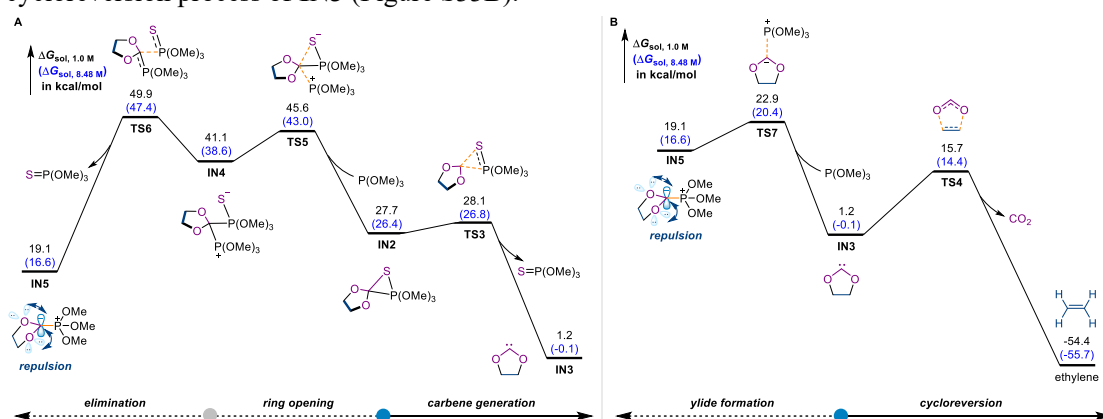 cycloreversion process of IN3 (Figure S33B).
A
ΔGsol, 1.0 M
(ΔGsol, 8.48 M)
in kcal/mol
S
P(OMe)3
P(OMe)3
49.9
(47.4)
TS6
S=P(OMe)3
19.1
(16.6)
IN5
OMe
P OMe
OMe
repulsion
41.1
(38.6)
IN4
S-
P(OMe)3
P(OMe)3
+
S-
P(OMe)3
+
P(OMe)3
45.6
(43.0)
TS5
P(OMe)3
27.7
(26.4)
IN2
S
P(OMe)3
S
P(OMe)3
28.1
(26.8)
TS3
S=P(OMe)3
1.2
(-0.1)
IN3
O O
elimination
ring opening
carbene generation
B
ΔGsol, 1.0 M
(ΔGsol, 8.48 M)
in kcal/mol
+
P(OMe)3
O O
22.9
(20.4)
TS7
19.1
(16.6)
IN5
OMe
P OMe
OMe
repulsion
P(OMe)3
1.2
(-0.1)
IN3
O O
O O
15.7
(14.4)
TS4
CO2
H H
H H
-54.4
(-55.7)
ethylene
ylide formation
cycloreversion